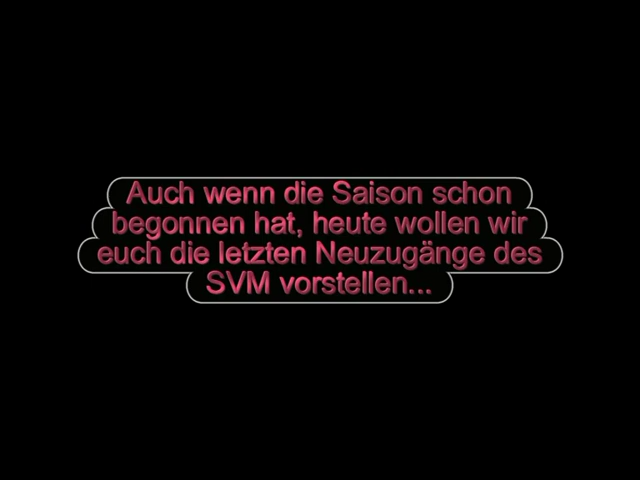 Auch wenn die Saison schon
begonnen hat, heute wollen wir
euch die letzten Neuzugänge des
SVM vorstellen...